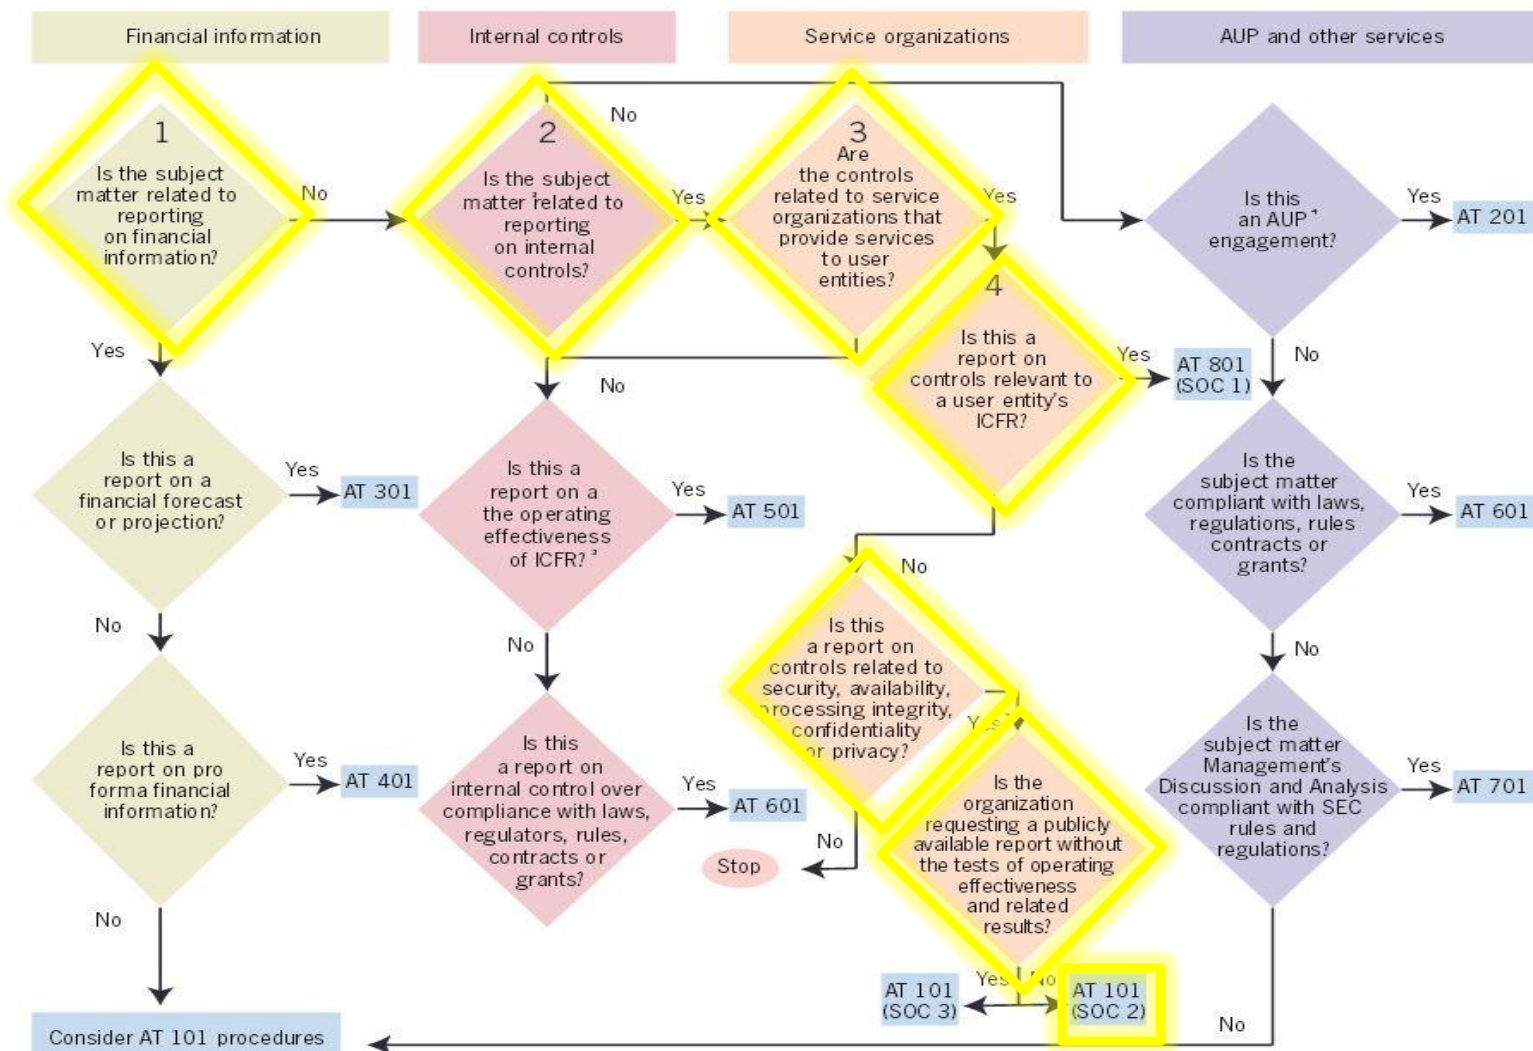 Financial information
Internal controls
Service organizations
AUP and other services
1
Is the subject
matter related to
reporting
on financial
information?
No
Yes
2
Is the subject
matter related to
reporting
on internal
controls?
No
Yes
3
Are
the controls
related to service
organizations that
provide services
to user
entities?
Yes
No
4
Is this a
report on
controls relevant to
a user entity's
ICFR?
Yes
AT 801
(SOC 1)
No
Is this
an AUP
engagement?
Yes
AT 201
No
Is this a
report on a
financial forecast
or projection?
Yes
AT 301
No
Is this a
report on a
the operating
effectiveness
of ICFR?
Yes
AT 501
No
Is the
subject matter
compliant with laws,
regulations, rules
contracts or
grants?
Yes
AT 601
No
Is this
a report on
controls related to
security, availability,
processing integrity,
confidentiality
or privacy?
Yes
No
Stop
Is this a
report on pro
forma financial
information?
Yes
AT 401
No
Is this
a report on
internal control over
compliance with laws,
regulators, rules,
contracts or
grants?
Yes
AT 601
Is the
organization
requesting a publicly
available report without
the tests of operating
effectiveness
and related
results?
Yes
No
AT 101
(SOC 3)
AT 101
(SOC 2)
Is the
subject matter
Management's
Discussion and Analysis
compliant with SEC
rules and
regulations?
Yes
AT 701
No
Consider AT 101 procedures